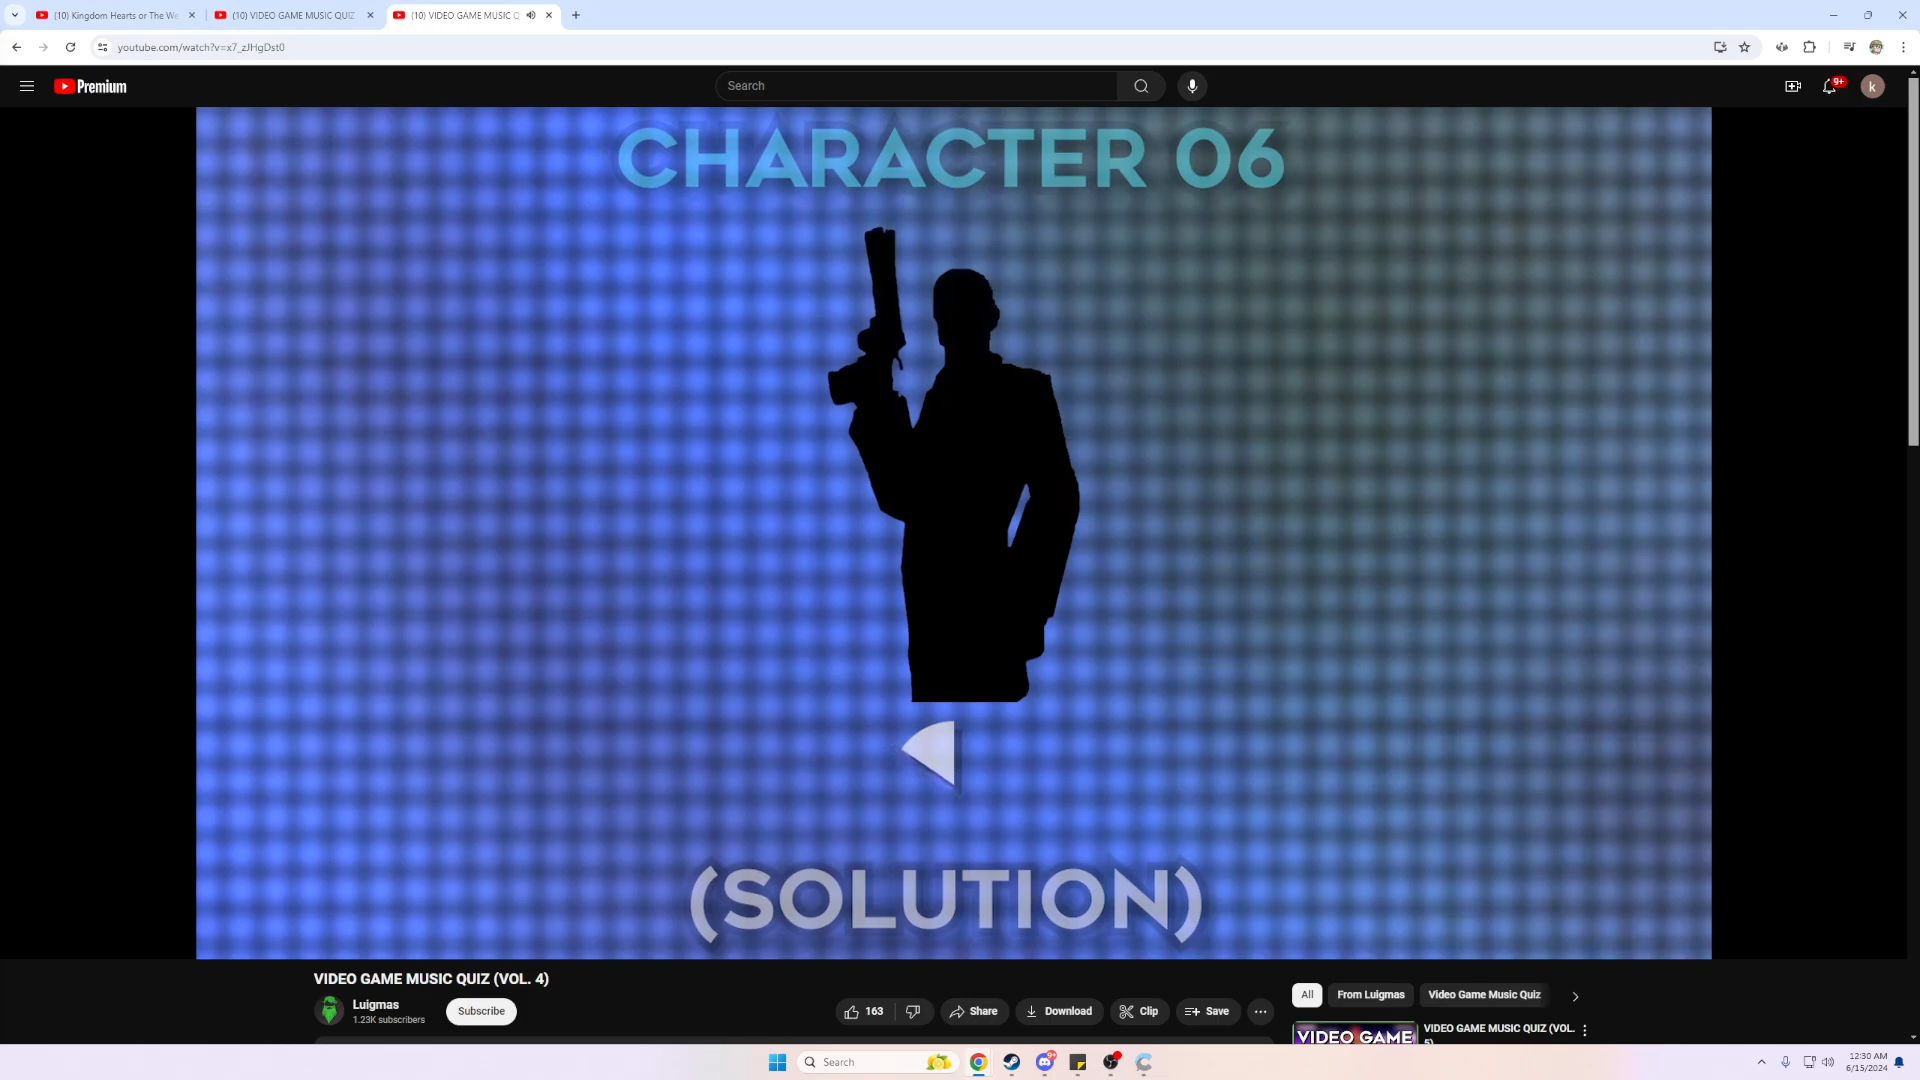 (10) Kingdom Hearts or The We
(10) VIDEO GAME MUSIC QUIZ
(10) VIDEO GAME MUSIC Q
youtube.com/watch?v=x7_zJHgDst0
Premium
Search
9+
k
CHARACTER 06
(SOLUTION)
VIDEO GAME MUSIC QUIZ (VOL. 4)
Luigmas
1.23K subscribers
Subscribe
163
Share
Download
Clip
Save
All
From Luigmas
Video Game Music Quiz
VIDEO GAME
VIDEO GAME MUSIC QUIZ (VOL.
5)
Search
12:30 AM
6/15/2024